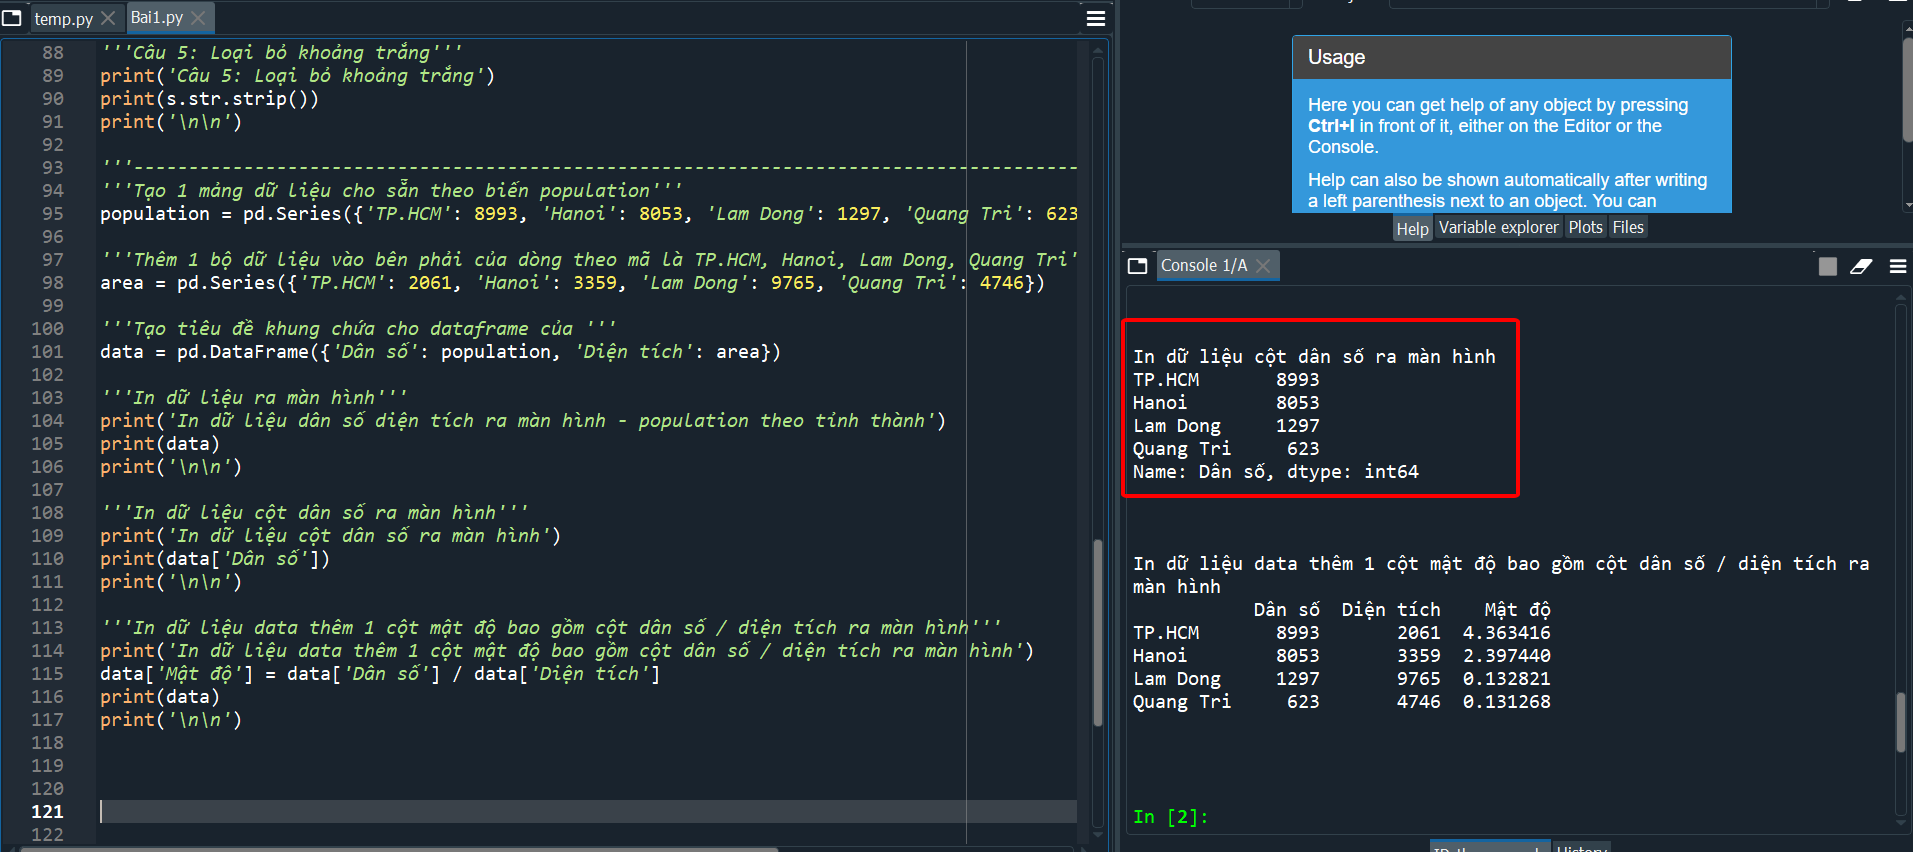 temp.py
Bai1.py
88 '''Câu 5: Loại bỏ khoảng trắng'''
89 print('Câu 5: Loại bỏ khoảng trắng')
90 print(s.str.strip())
91 print('\n\n')
92
93 '''--------------------------------------------------------------------------------------
94 '''Tạo 1 mảng dữ liệu cho sẵn theo biến population'''
95 population = pd.Series({'TP.HCM': 8993, 'Hanoi': 8053, 'Lam Dong': 1297, 'Quang Tri': 623
96
97 '''Thêm 1 bộ dữ liệu vào bên phải của dòng theo mã là TP.HCM, Hanoi, Lam Dong, Quang Tri'
98 area = pd.Series({'TP.HCM': 2061, 'Hanoi': 3359, 'Lam Dong': 9765, 'Quang Tri': 4746})
99
100 '''Tạo tiêu đề khung chứa cho dataframe của '''
101 data = pd.DataFrame({'Dân số': population, 'Diện tích': area})
102
103 '''In dữ liệu ra màn hình'''
104 print('In dữ liệu dân số diện tích ra màn hình - population theo tỉnh thành')
105 print(data)
106 print('\n\n')
107
108 '''In dữ liệu cột dân số ra màn hình'''
109 print('In dữ liệu cột dân số ra màn hình')
110 print(data['Dân số'])
111 print('\n\n')
112
113 '''In dữ liệu data thêm 1 cột mật độ bao gồm cột dân số / diện tích ra màn hình'''
114 print('In dữ liệu data thêm 1 cột mật độ bao gồm cột dân số / diện tích ra màn hình')
115 data['Mật độ'] = data['Dân số'] / data['Diện tích']
116 print(data)
117 print('\n\n')
118
119
120
121
122
Usage
Here you can get help of any object by pressing
Ctrl+I in front of it, either on the Editor or the
Console.
Help can also be shown automatically after writing
a left parenthesis next to an object. You can
Help
Variable explorer
Plots
Files
Console 1/A
In dữ liệu cột dân số ra màn hình
TP.HCM 8993
Hanoi 8053
Lam Dong 1297
Quang Tri 623
Name: Dân số, dtype: int64
In dữ liệu data thêm 1 cột mật độ bao gồm cột dân số / diện tích ra
màn hình
Dân số Diện tích Mật độ
TP.HCM 8993 2061 4.363416
Hanoi 8053 3359 2.397440
Lam Dong 1297 9765 0.132821
Quang Tri 623 4746 0.131268
In [2]:
History